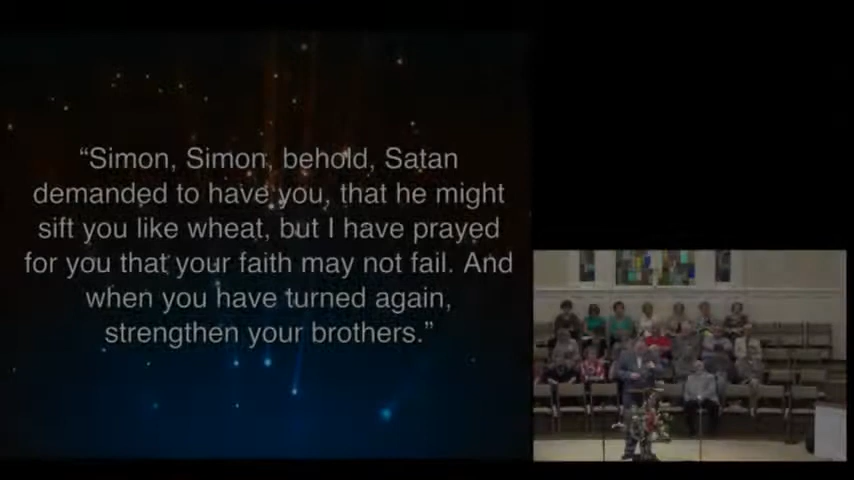 “Simon, Simon, behold, Satan
demanded to have you, that he might
sift you like wheat, but I have prayed
for you that your faith may not fail. And
when you have turned again,
strengthen your brothers.”